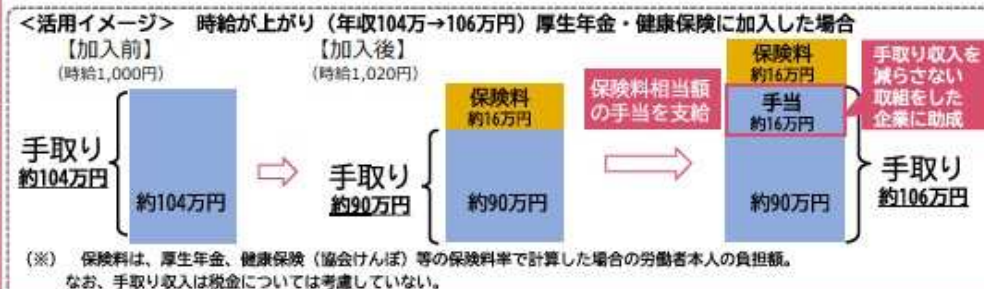 <活用イメージ> 時給が上がり（年収104万→106万円）厚生年金・健康保険に加入した場合
【加入前】
（時給1,000円）
手取り
約104万円
約104万円
【加入後】
（時給1,020円）
手取り
約90万円
保険料
約16万円
約90万円
保険料相当額
の手当を支給
保険料
約16万円
手当
約16万円
約90万円
手取り収入を
減らさない
取組をした
企業に助成
手取り
約106万円
（※） 保険料は、厚生年金、健康保険（協会けんぽ）等の保険料率で計算した場合の労働者本人の負担額。
なお、手取り収入は税金については考慮していない。